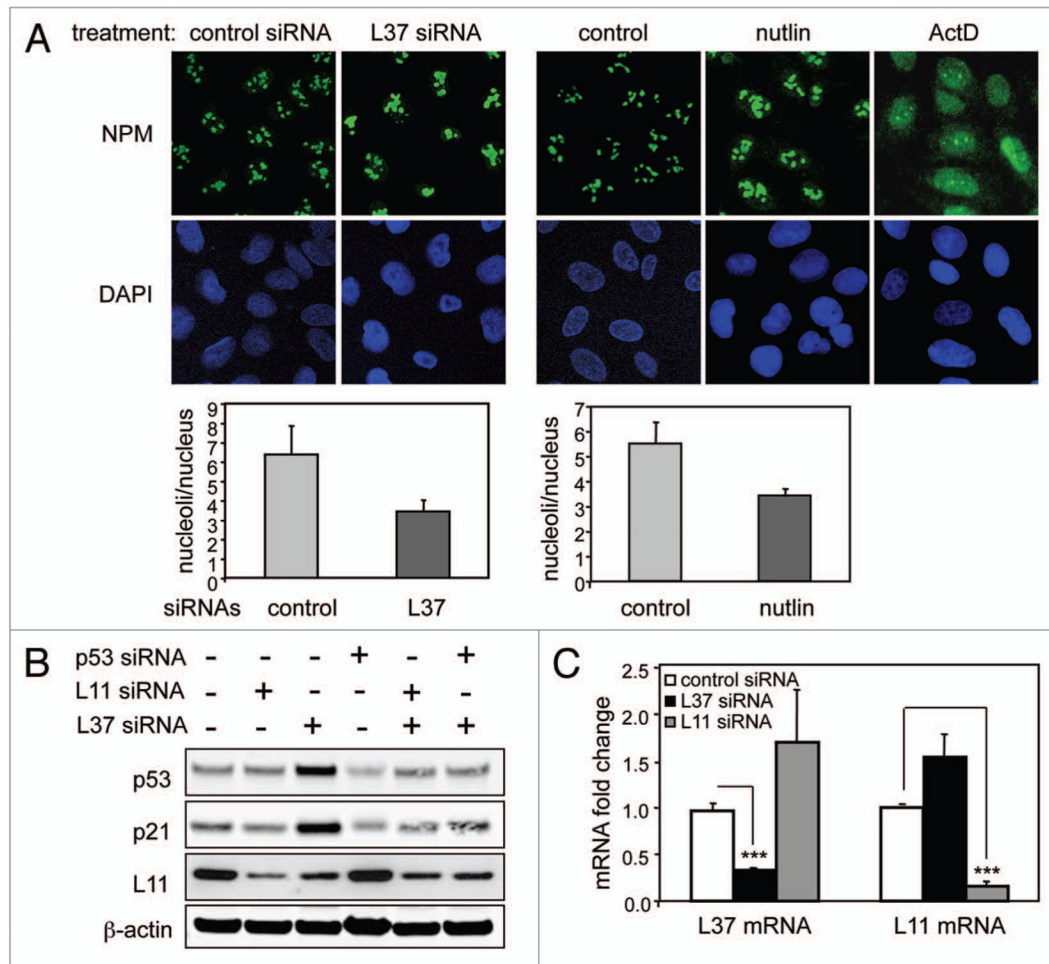 A
treatment: control siRNA L37 siRNA control nutlin ActD
NPM
DAPI
nucleoli/nucleus
9
8
7
6
5
4
3
2
1
0
siRNAs control L37
nucleoli/nucleus
7
6
5
4
3
2
1
0
control nutlin
B
p53 siRNA - - - + - +
L11 siRNA - + - - + -
L37 siRNA - - + - + +
p53
p21
L11
β-actin
C
mRNA fold change
2.5
2.0
1.5
1.0
0.5
0.0
control siRNA
L37 siRNA
L11 siRNA
***
***
L37 mRNA L11 mRNA